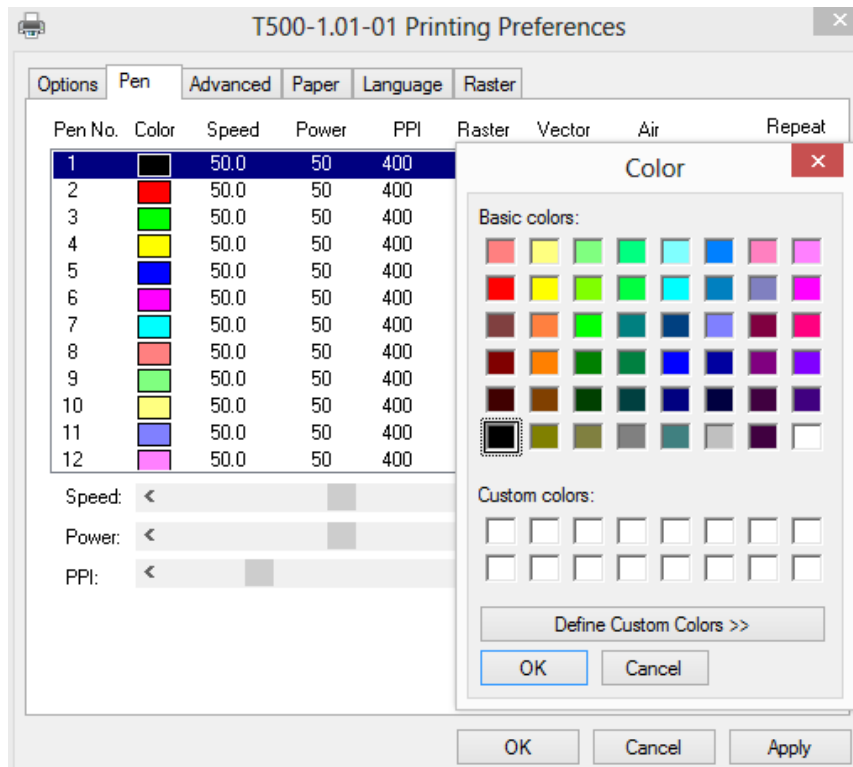 T500-1.01-01 Printing Preferences
Options Pen Advanced Paper Language Raster
Pen No. Color Speed Power PPI Raster Vector Air Repeat
1 50.0 50 400
2 50.0 50 400
3 50.0 50 400
4 50.0 50 400
5 50.0 50 400
6 50.0 50 400
7 50.0 50 400
8 50.0 50 400
9 50.0 50 400
10 50.0 50 400
11 50.0 50 400
12 50.0 50 400
Speed: <
Power: <
PPI: <
Color
Basic colors:
Custom colors:
Define Custom Colors >>
OK Cancel
OK Cancel Apply